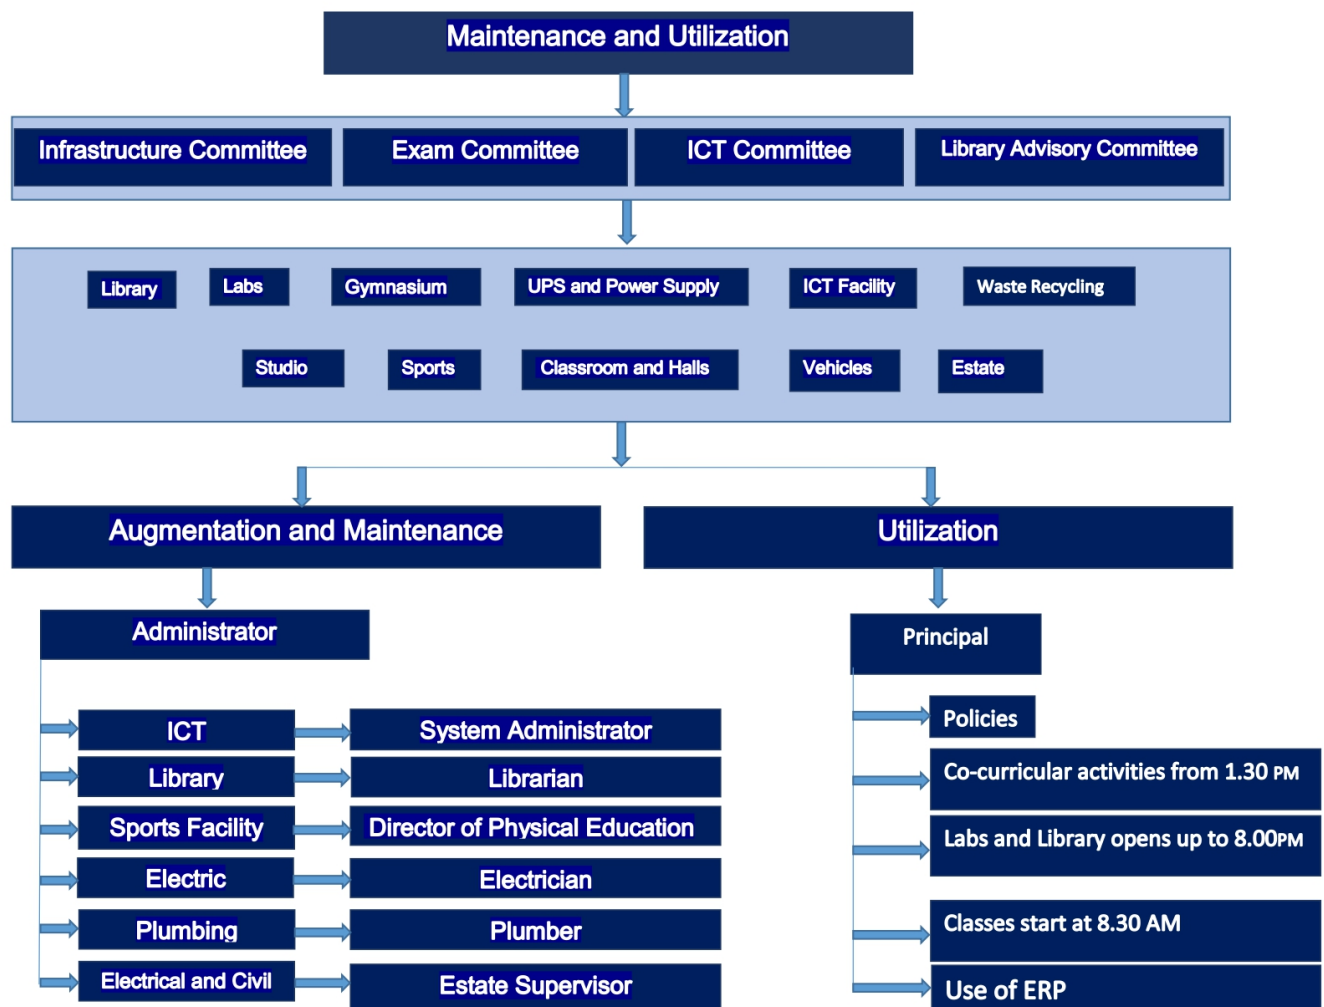 Maintenance and Utilization
Infrastructure Committee
Exam Committee
ICT Committee
Library Advisory Committee
Library
Labs
Gymnasium
UPS and Power Supply
ICT Facility
Waste Recycling
Studio
Sports
Classroom and Halls
Vehicles
Estate
Augmentation and Maintenance
Utilization
Administrator
ICT
System Administrator
Library
Librarian
Sports Facility
Director of Physical Education
Electric
Electrician
Plumbing
Plumber
Electrical and Civil
Estate Supervisor
Principal
Policies
Co-curricular activities from 1.30 PM
Labs and Library opens up to 8.00PM
Classes start at 8.30 AM
Use of ERP